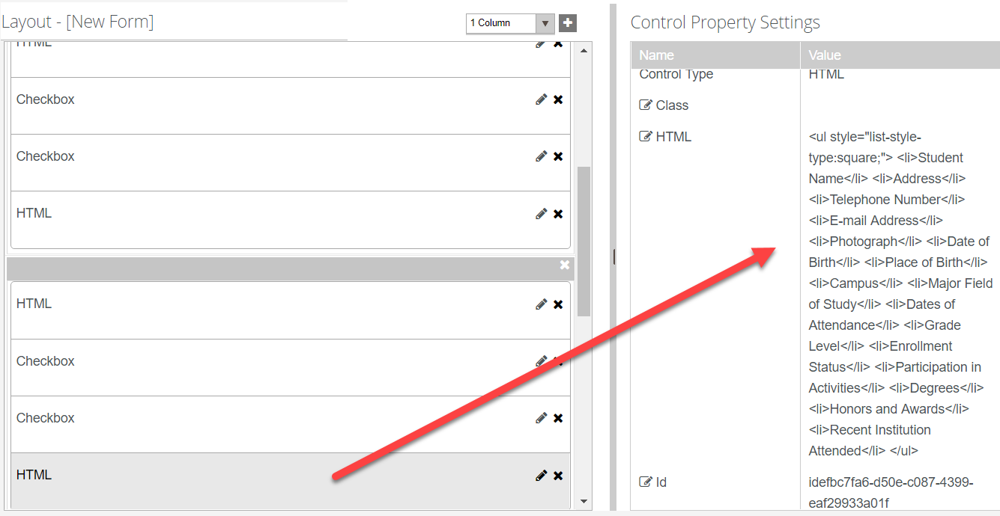 Layout - [New Form]
1 Column
HTML
Checkbox
Checkbox
HTML
HTML
Checkbox
Checkbox
HTML
Control Property Settings
Name Value
Control Type HTML
Class
HTML
<ul style="list-style-
type:square;"> <li>Student
Name</li> <li>Address</li>
<li>Telephone Number</li>
<li>E-mail Address</li>
<li>Photograph</li> <li>Date of
Birth</li> <li>Place of Birth</li>
<li>Campus</li> <li>Major Field
of Study</li> <li>Dates of
Attendance</li> <li>Grade
Level</li> <li>Enrollment
Status</li> <li>Participation in
Activities</li> <li>Degrees</li>
<li>Honors and Awards</li>
<li>Recent Institution
Attended</li> </ul>
Id
idefbc7fa6-d50e-c087-4399-
eaf29933a01f